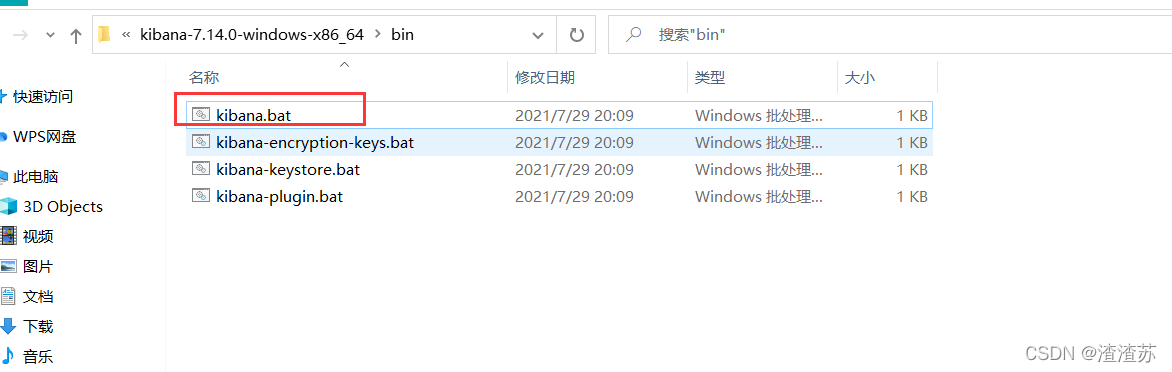 « kibana-7.14.0-windows-x86_64 > bin 搜索"bin"
名称 修改日期 类型 大小
快速访问
kibana.bat 2021/7/29 20:09 Windows 批处理... 1 KB
WPS网盘
kibana-encryption-keys.bat 2021/7/29 20:09 Windows 批处理... 1 KB
kibana-keystore.bat 2021/7/29 20:09 Windows 批处理... 1 KB
此电脑
kibana-plugin.bat 2021/7/29 20:09 Windows 批处理... 1 KB
3D Objects
视频
图片
文档
下载
音乐
CSDN @渣渣苏